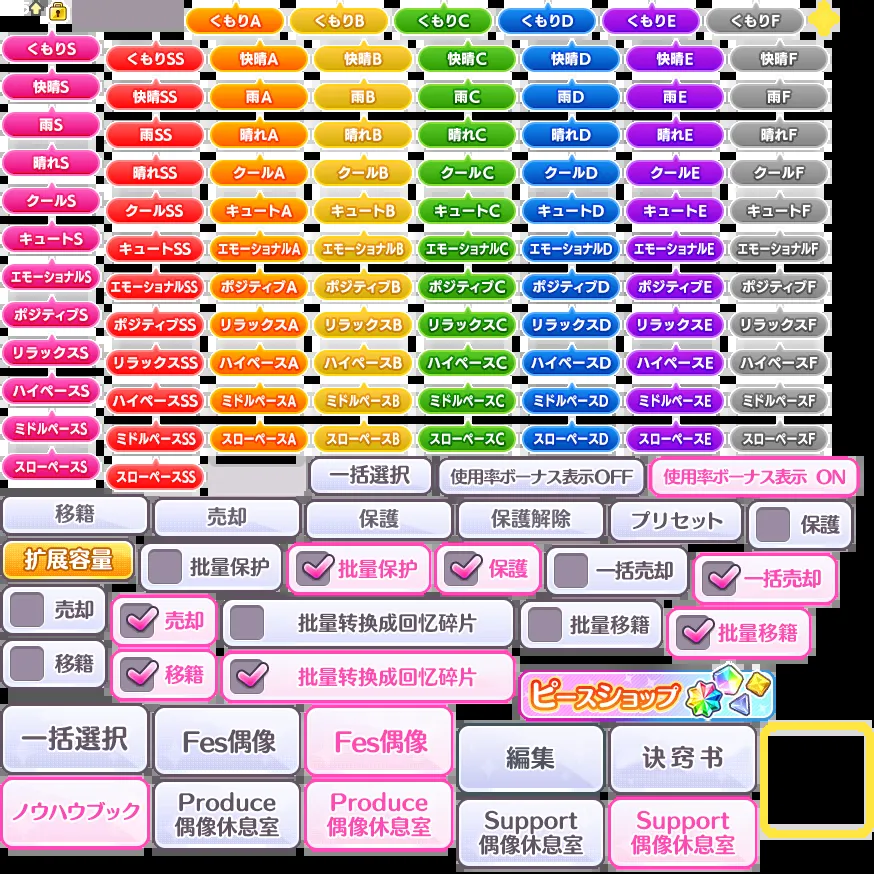 くもりA くもりB くもりC くもりD くもりE くもりF
くもりS くもりSS 快晴A 快晴B 快晴C 快晴D 快晴E 快晴F
快晴S 快晴SS 雨A 雨B 雨C 雨D 雨E 雨F
雨S 雨SS 晴れA 晴れB 晴れC 晴れD 晴れE 晴れF
晴れS 晴れSS クールA クールB クールC クールD クールE クールF
クールS クールSS キュートA キュートB キュートC キュートD キュートE キュートF
キュートS キュートSS エモーショナルA エモーショナルB エモーショナルC エモーショナルD エモーショナルE エモーショナルF
エモーショナルS エモーショナルSS ポジティブA ポジティブB ポジティブC ポジティブD ポジティブE ポジティブF
ポジティブS ポジティブSS リラックスA リラックスB リラックスC リラックスD リラックスE リラックスF
リラックスS リラックスSS ハイペースA ハイペースB ハイペースC ハイペースD ハイペースE ハイペースF
ハイペースS ハイペースSS ミドルペースA ミドルペースB ミドルペースC ミドルペースD ミドルペースE ミドルペースF
ミドルペースS ミドルペースSS スローペースA スローペースB スローペースC スローペースD スローペースE スローペースF
スローペースS スローペースSS 一括選択 使用率ボーナス表示OFF 使用率ボーナス表示 ON
移籍 売却 保護 保護解除 プリセット 保護
扩展容量 批量保护 批量保护 保護 一括売却 一括売却
売却 売却 批量转换成回忆碎片 批量移籍 批量移籍
移籍 移籍 批量转换成回忆碎片
ピースショップ
一括選択 Fes偶像 Fes偶像 編集 诀窍书
ノウハウブック Produce
偶像休息室 Produce
偶像休息室 Support
偶像休息室 Support
偶像休息室